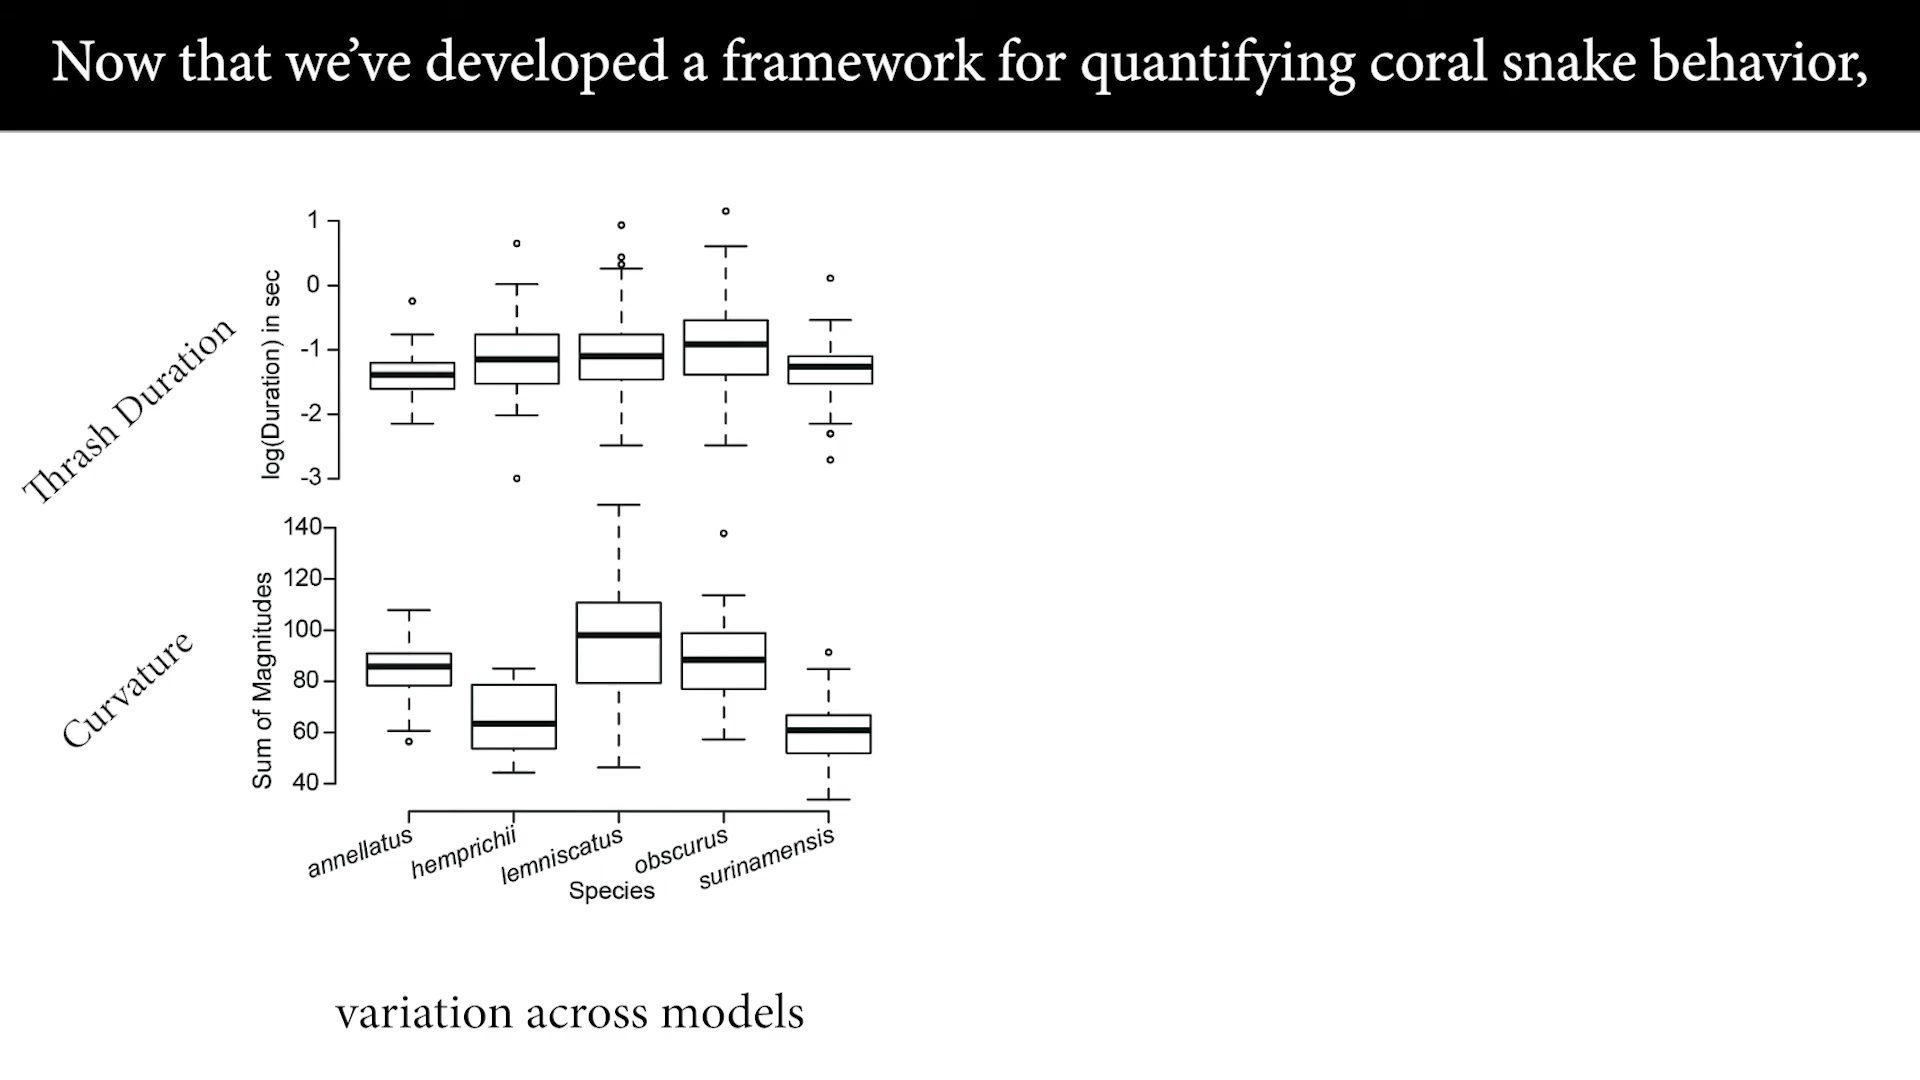 Now that we’ve developed a framework for quantifying coral snake behavior,
Thrash Duration
log(Duration) in sec
1
0
-1
-2
-3
Curvature
Sum of Magnitudes
140
120
100
80
60
40
annellatus
hemprichii
lemniscatus
obscurus
surinamensis
Species
variation across models